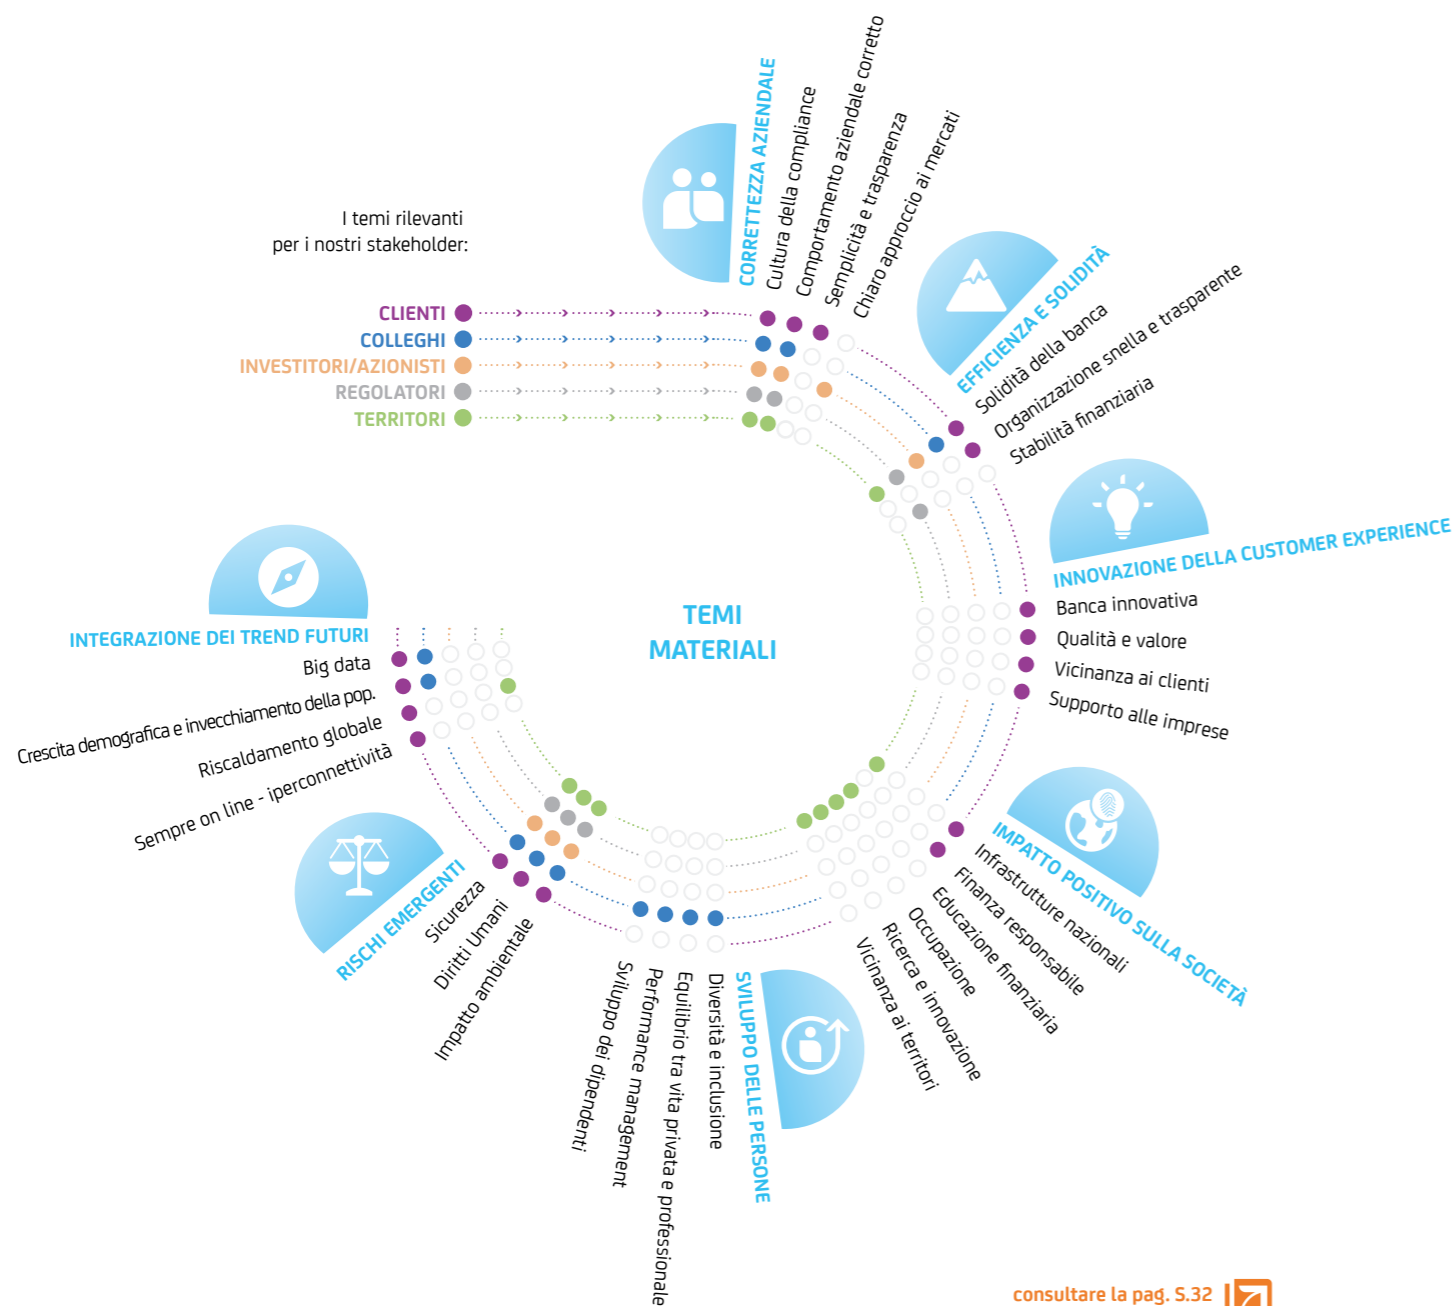 I temi rilevanti
per i nostri stakeholder:
CLIENTI
COLLEGHI
INVESTITORI/AZIONISTI
REGOLATORI
TERRITORI
CORRETTEZZA AZIENDALE
Cultura della compliance
Comportamento aziendale corretto
Semplicità e trasparenza
Chiaro approccio ai mercati
EFFICIENZA E SOLIDITÀ
Solidità della banca
Organizzazione snella e trasparente
Stabilità finanziaria
INNOVAZIONE DELLA CUSTOMER EXPERIENCE
Banca innovativa
Qualità e valore
Vicinanza ai clienti
Supporto alle imprese
IMPATTO POSITIVO SULLA SOCIETÀ
Infrastrutture nazionali
Finanza responsabile
Educazione finanziaria
Occupazione
Ricerca e innovazione
Vicinanza ai territori
SVILUPPO DELLE PERSONE
Diversità e inclusione
Equilibrio tra vita privata e professionale
Performance management
Sviluppo dei dipendenti
RISCHI EMERGENTI
Impatto ambientale
Diritti Umani
Sicurezza
INTEGRAZIONE DEI TREND FUTURI
Big data
Crescita demografica e invecchiamento della pop.
Riscaldamento globale
Sempre on line - iperconnettività
TEMI
MATERIALI
consultare la pag. S.32